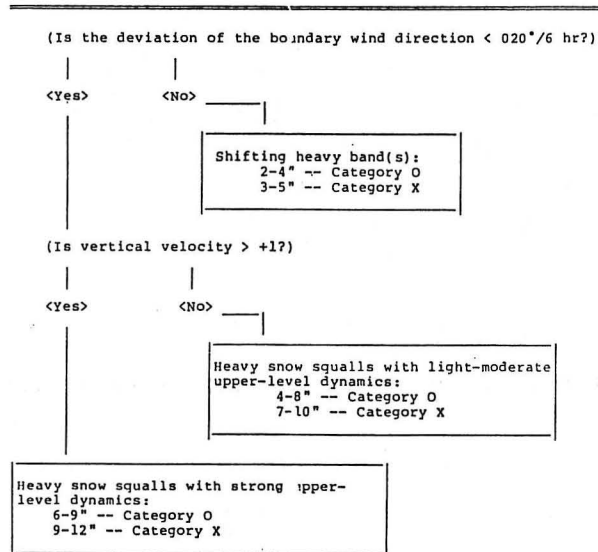 (Is the deviation of the boundary wind direction < 020°/6 hr?)
<Yes> <No>
Shifting heavy band(s):
2-4" -- Category O
3-5" -- Category X
(Is vertical velocity > +1?)
<Yes> <No>
Heavy snow squalls with light-moderate
upper-level dynamics:
4-8" -- Category O
7-10" -- Category X
Heavy snow squalls with strong upper-
level dynamics:
6-9" -- Category O
9-12" -- Category X